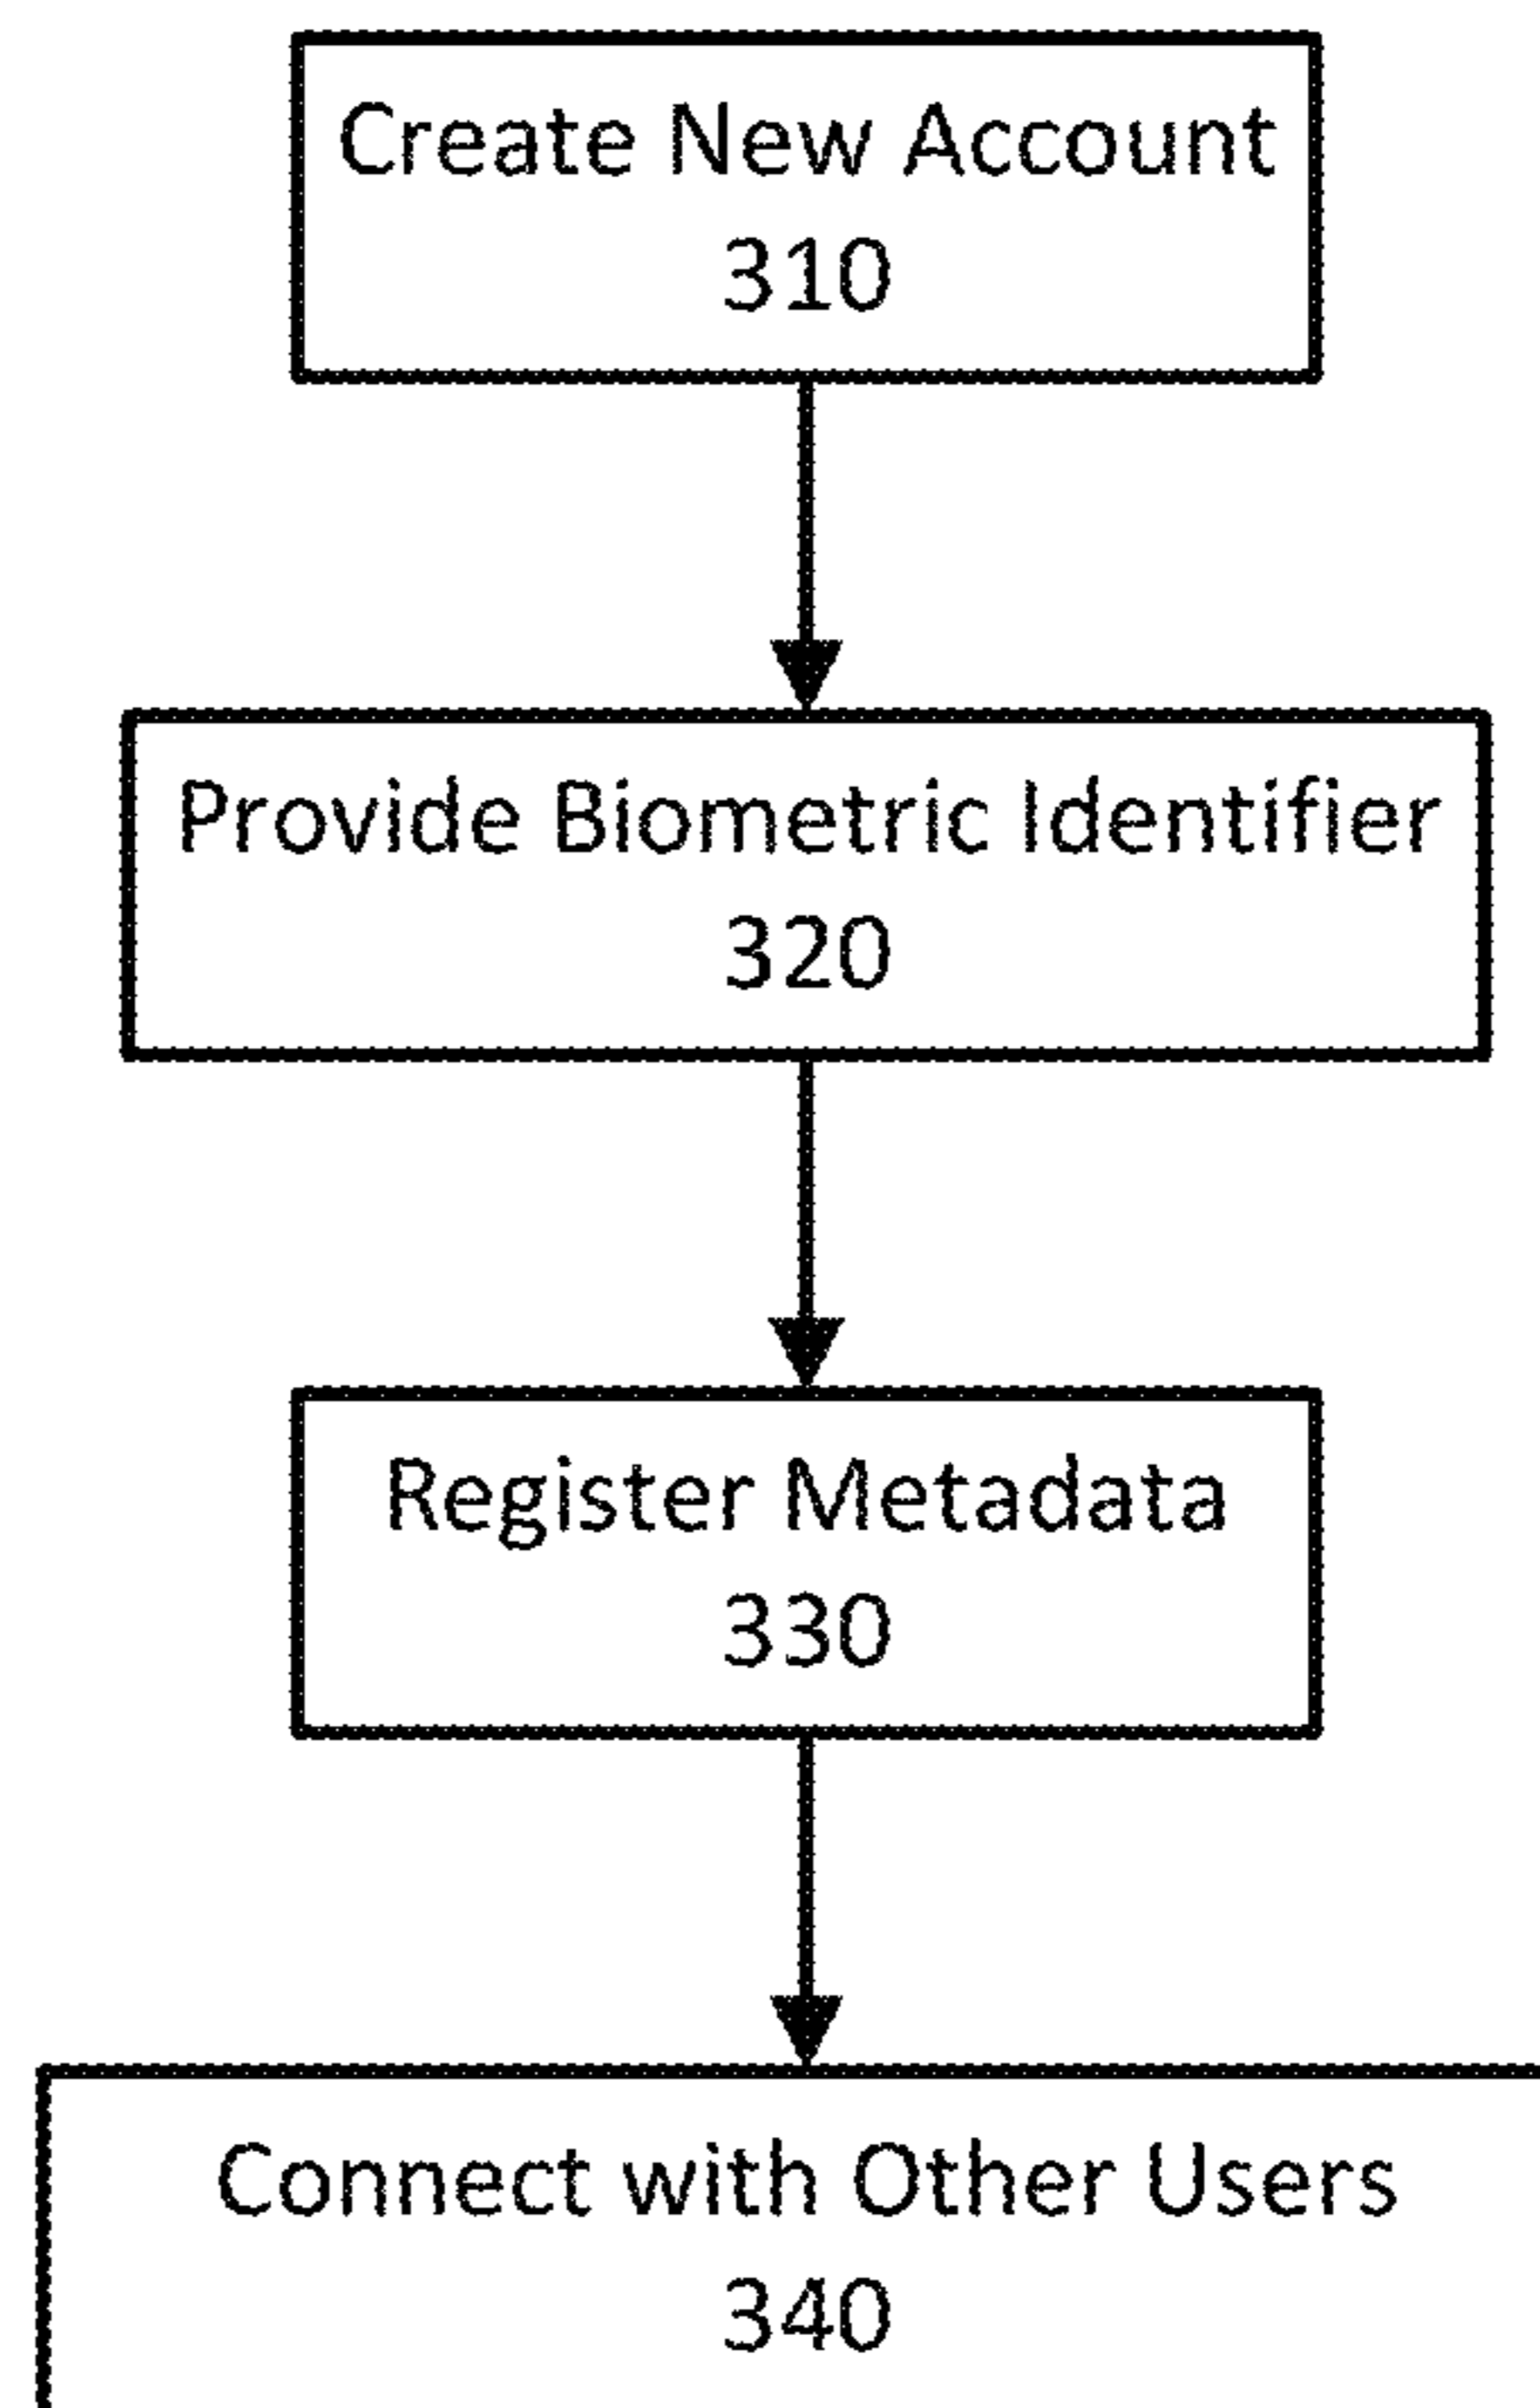 Create New Account
310
Provide Biometric Identifier
320
Register Metadata
330
Connect with Other Users
340